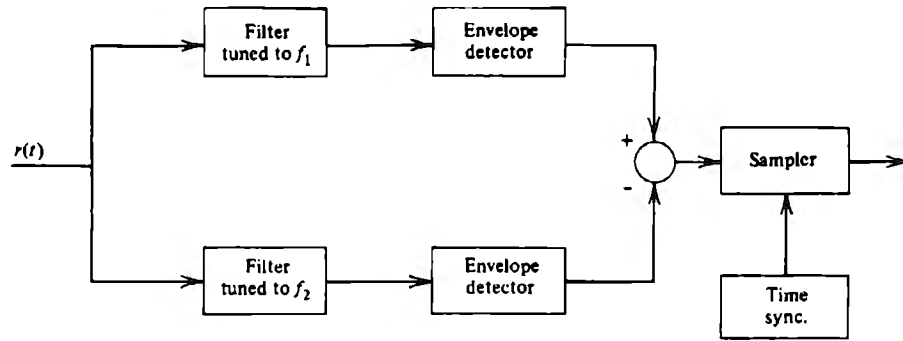 Filter
tuned to f₁
Envelope
detector
r(t)
+
-
Sampler
Filter
tuned to f₂
Envelope
detector
Time
sync.